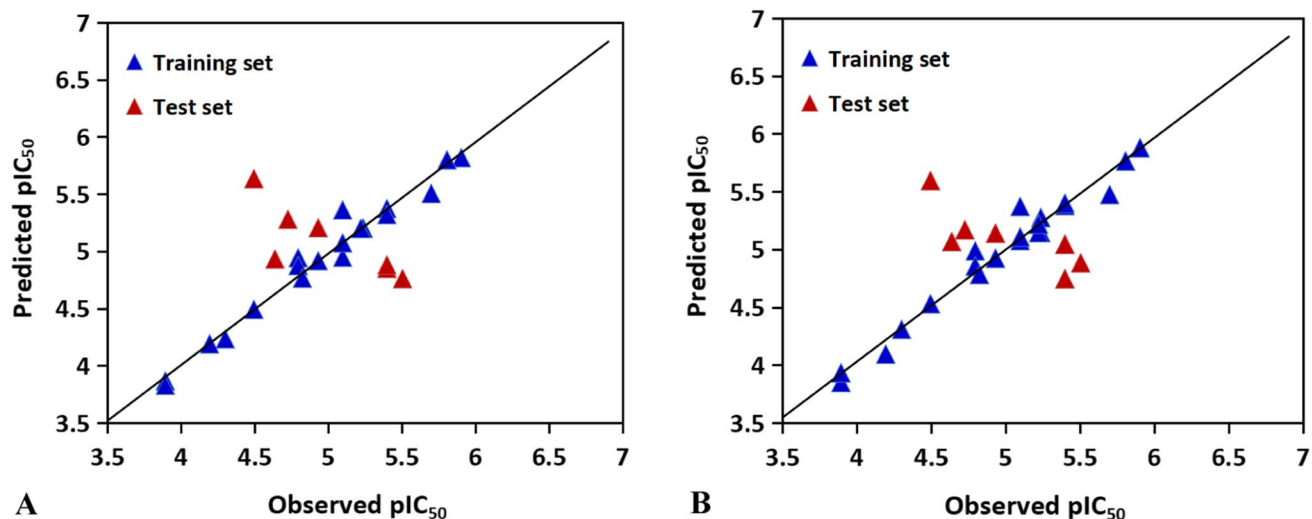 7
6.5
6
5.5
5
4.5
4
3.5
Predicted pIC₅₀
Training set
Test set
3.5 4 4.5 5 5.5 6 6.5 7
Observed pIC₅₀
A
7
6.5
6
5.5
5
4.5
4
3.5
Predicted pIC₅₀
Training set
Test set
3.5 4 4.5 5 5.5 6 6.5 7
Observed pIC₅₀
B